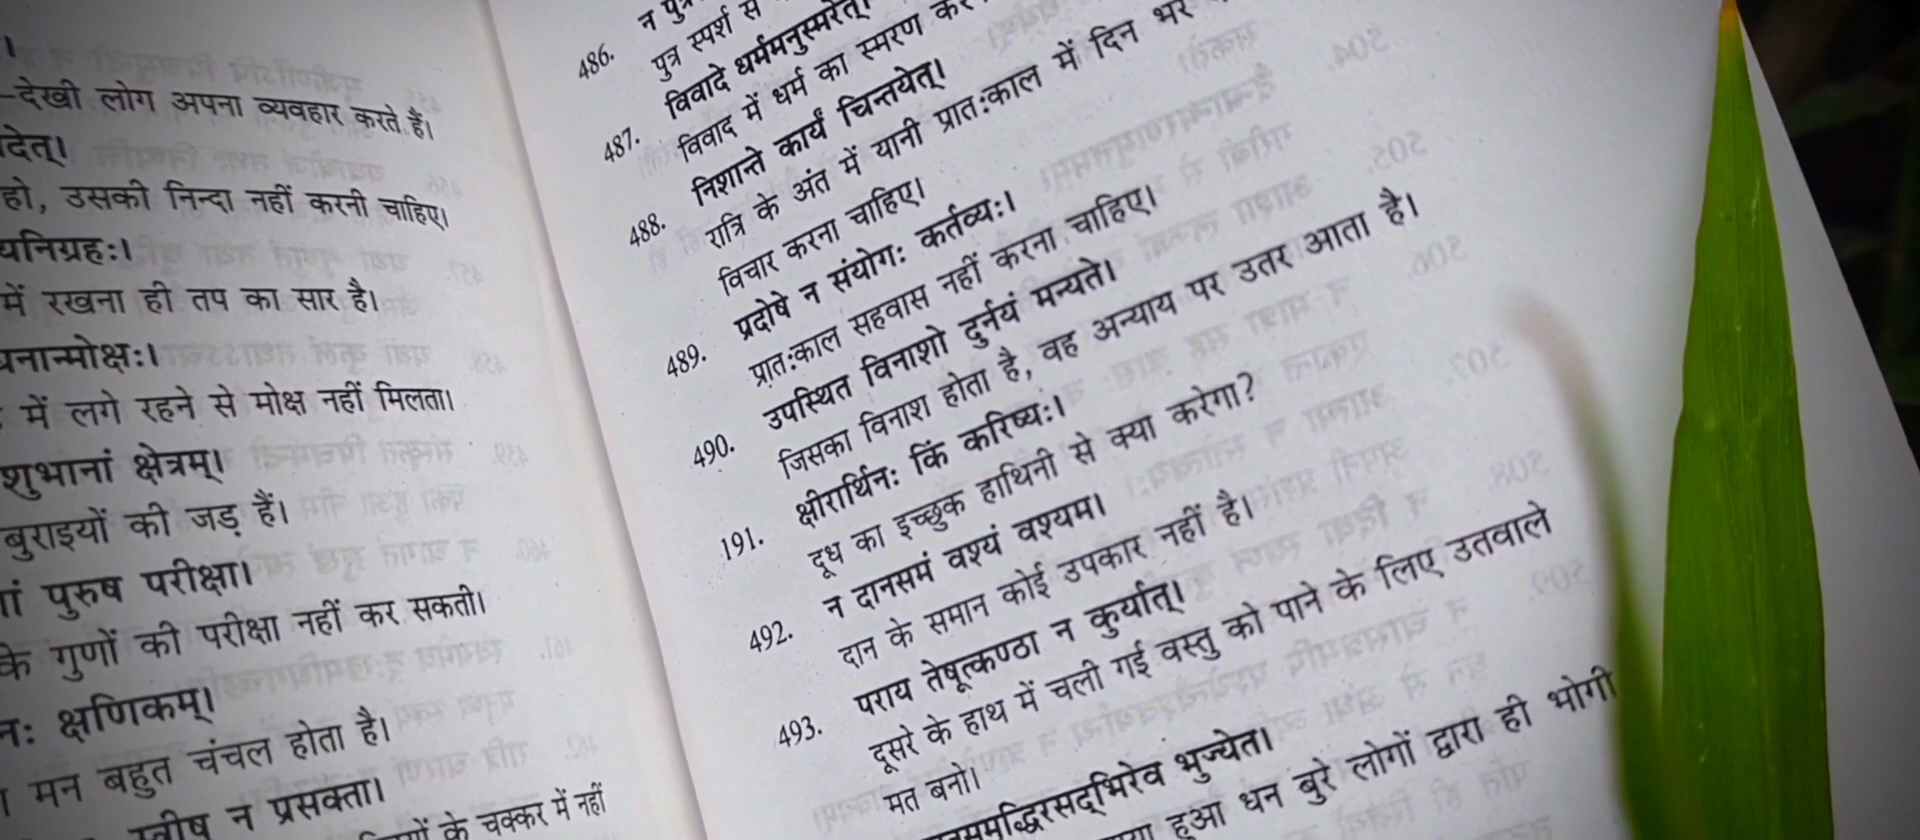 -देखी लोग अपना व्यवहार करते हैं।
हो, उसकी निन्दा नहीं करनी चाहिए।
में रखना ही तप का सार है।
में लगे रहने से मोक्ष नहीं मिलता।
शुभानां क्षेत्रम्।
बुराइयों की जड़ हैं।
पुरुष परीक्षा।
के गुणों की परीक्षा नहीं कर सकती।
क्षणिकम्।
मन बहुत चंचल होता है।
न प्रसक्ता।
के चक्कर में नहीं
486.
पुत्र स्पर्श से
विवादे धर्ममनुस्मरेत्।
487. विवाद में धर्म का स्मरण
निशान्ते कार्यं चिन्तयेत्।
488. रात्रि के अंत में यानी प्रात:काल में दिन भर
विचार करना चाहिए।
प्रदोषे न संयोगः कर्तव्यः।
489. प्रात:काल सहवास नहीं करना चाहिए।
उपस्थित विनाशो दुर्नयं मन्यते।
490. जिसका विनाश होता है, वह अन्याय पर उतर आता है।
क्षीरार्थिनः किं करिष्यः।
191. दूध का इच्छुक हाथिनी से क्या करेगा?
न दानसमं वश्यं वश्यम।
492. दान के समान कोई उपकार नहीं है।
पराय तेषूत्कण्ठा न कुर्यात्।
493. दूसरे के हाथ में चली गई वस्तु को पाने के लिए उतवाले
मत बनो।
भुज्येत।
हुआ धन बुरे लोगों द्वारा ही भोगी